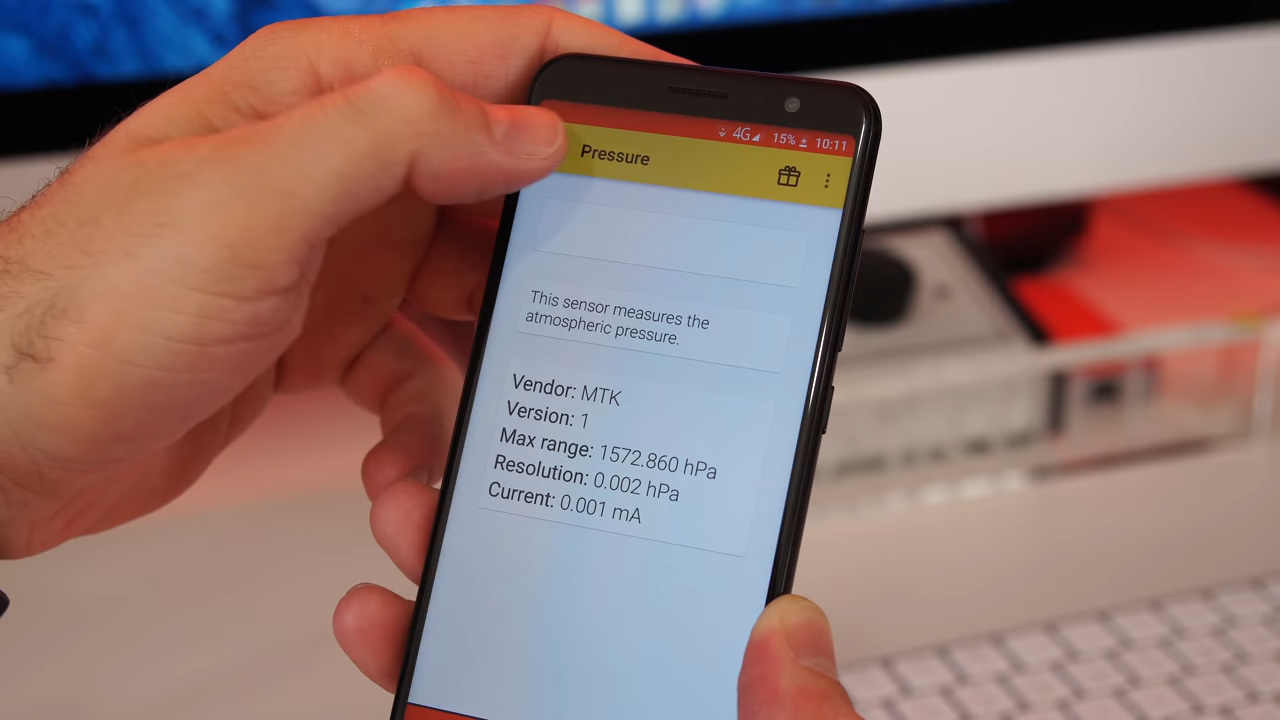 4G 15% 10:11
Pressure
This sensor measures the
atmospheric pressure.
Vendor: MTK
Version: 1
Max range: 1572.860 hPa
Resolution: 0.002 hPa
Current: 0.001 mA